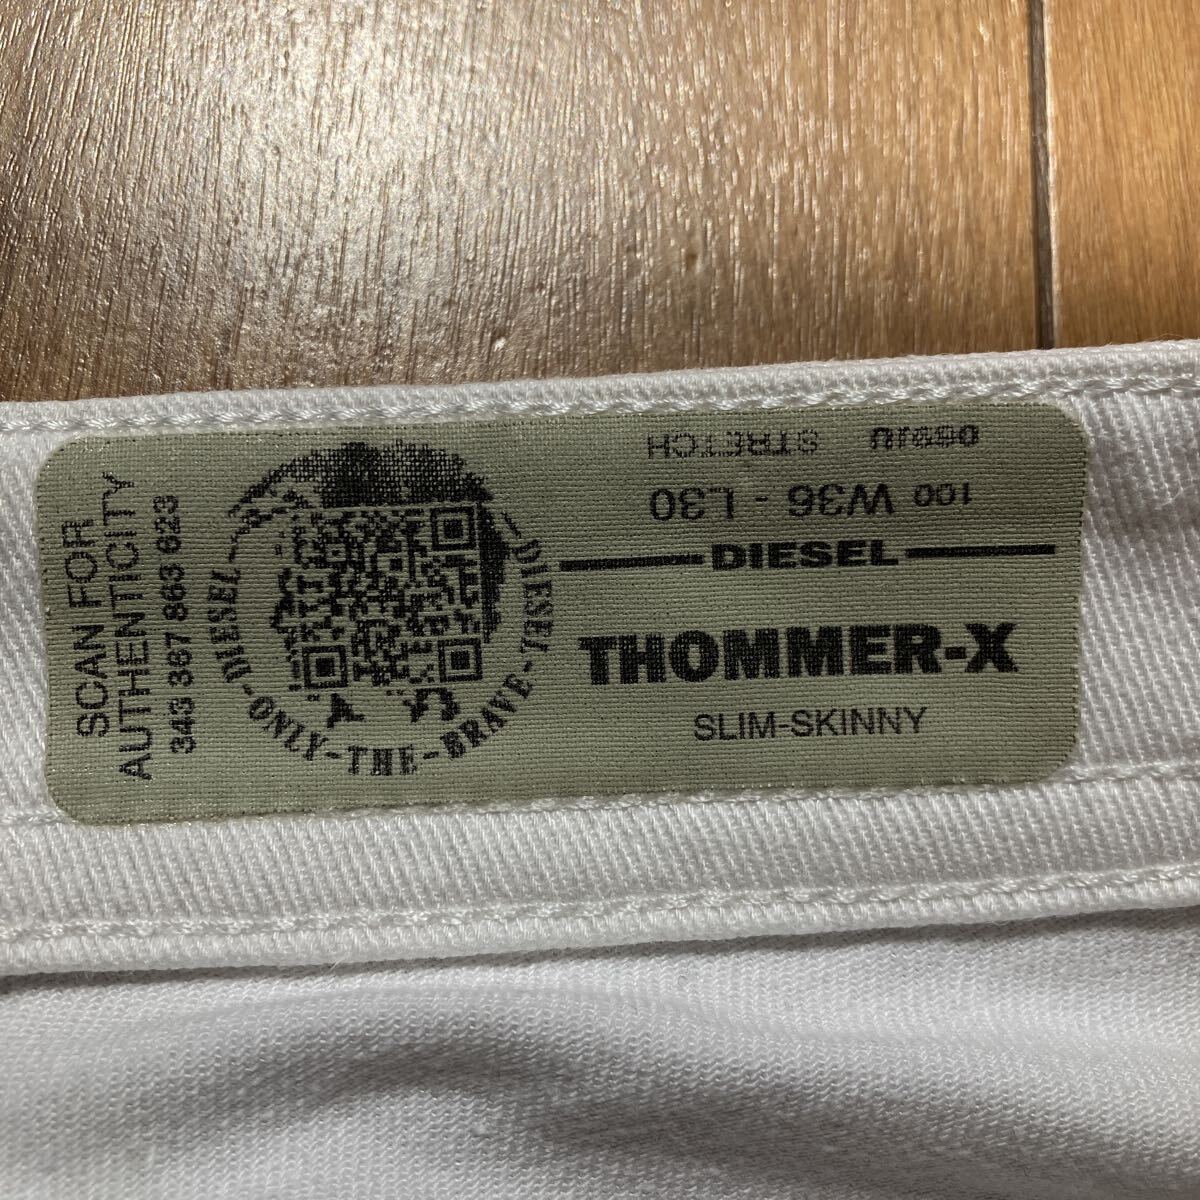 SCAN FOR
AUTHENTICITY
343 367 863 623
DIESEL-ONLY-THE-BRAVE-DIESEL-
STRETCH
100 W36 - L30
DIESEL
THOMMER-X
SLIM-SKINNY